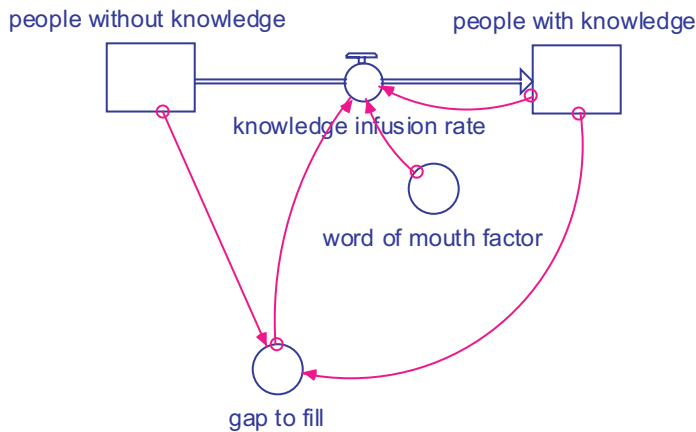 people without knowledge
people with knowledge
knowledge infusion rate
word of mouth factor
gap to fill